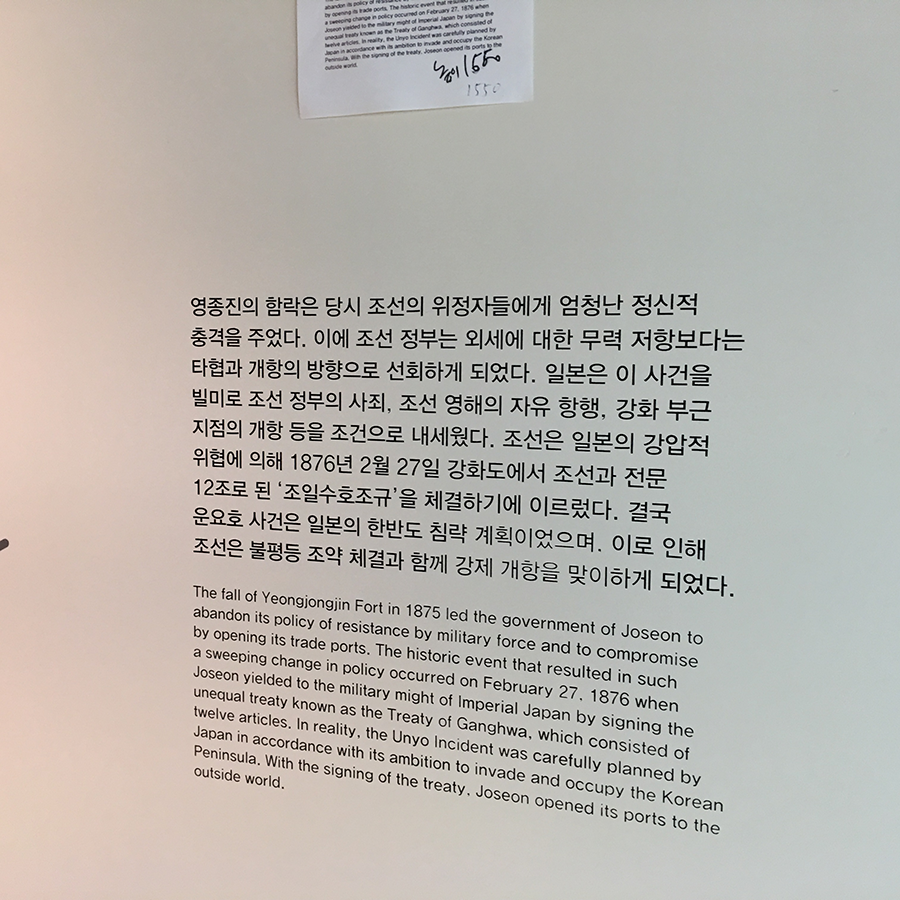 abandon its policy of resistance
by opening its trade ports. The historic event that resulted in
a sweeping change in policy occurred on February 27, 1876 when
Joseon yielded to the military might of Imperial Japan by signing the
unequal treaty known as the Treaty of Ganghwa, which consisted of
twelve articles. In reality, the Unyo Incident was carefully planned by
Japan in accordance with its ambition to invade and occupy the Korean
Peninsula. With the signing of the treaty, Joseon opened its ports to the
outside world.
높이 1550
1550
영종진의 함락은 당시 조선의 위정자들에게 엄청난 정신적
충격을 주었다. 이에 조선 정부는 외세에 대한 무력 저항보다는
타협과 개항의 방향으로 선회하게 되었다. 일본은 이 사건을
빌미로 조선 정부의 사죄, 조선 영해의 자유 항행, 강화 부근
지점의 개항 등을 조건으로 내세웠다. 조선은 일본의 강압적
위협에 의해 1876년 2월 27일 강화도에서 조선과 전문
12조로 된 ‘조일수호조규’을 체결하기에 이르렀다. 결국
운요호 사건은 일본의 한반도 침략 계획이었으며, 이로 인해
조선은 불평등 조약 체결과 함께 강제 개항을 맞이하게 되었다.
The fall of Yeongjongjin Fort in 1875 led the government of Joseon to
abandon its policy of resistance by military force and to compromise
by opening its trade ports. The historic event that resulted in such
a sweeping change in policy occurred on February 27, 1876 when
Joseon yielded to the military might of Imperial Japan by signing the
unequal treaty known as the Treaty of Ganghwa, which consisted of
twelve articles. In reality, the Unyo Incident was carefully planned by
Japan in accordance with its ambition to invade and occupy the Korean
Peninsula. With the signing of the treaty, Joseon opened its ports to the
outside world.